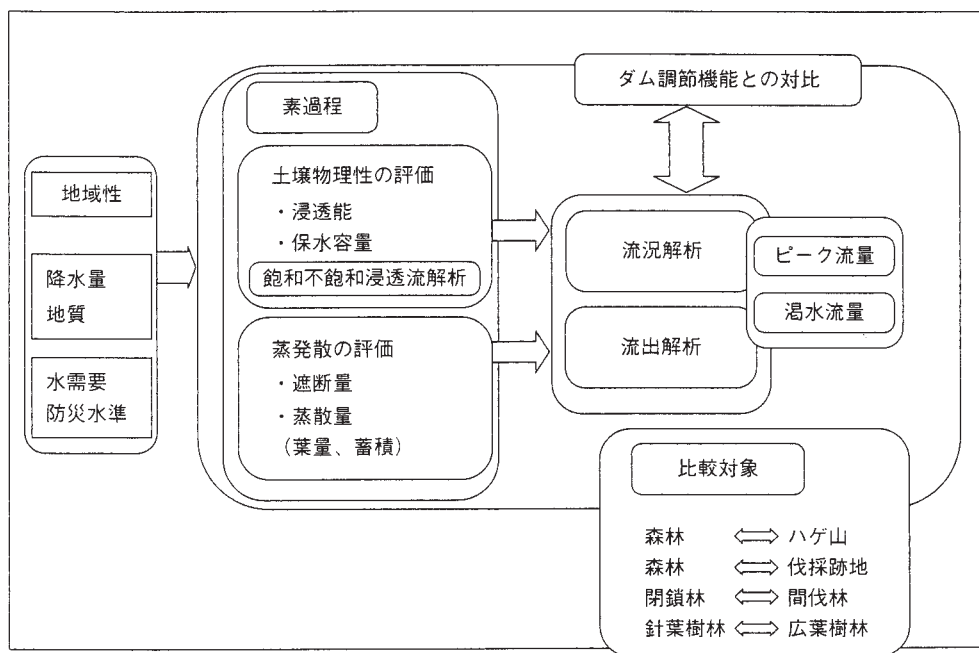 ダム調節機能との対比
素過程
地域性
降水量
地質
水需要
防災水準
土壌物理性の評価
・浸透能
・保水容量
飽和不飽和浸透流解析
蒸発散の評価
・遮断量
・蒸散量
(葉量、蓄積)
流況解析
流出解析
ピーク流量
渇水流量
比較対象
森林 ⇔ ハゲ山
森林 ⇔ 伐採跡地
閉鎖林 ⇔ 間伐林
針葉樹林 ⇔ 広葉樹林